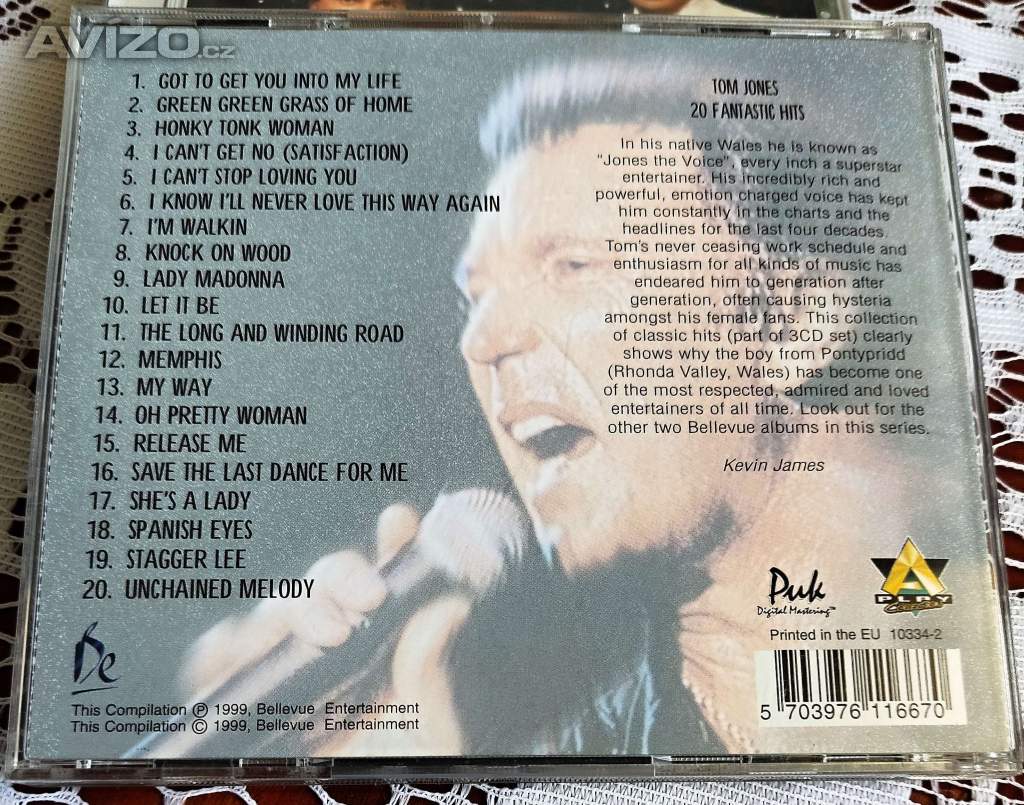 AVIZO.cz
1. GOT TO GET YOU INTO MY LIFE
2. GREEN GREEN GRASS OF HOME
3. HONKY TONK WOMAN
4. I CAN'T GET NO (SATISFACTION)
5. I CAN'T STOP LOVING YOU
6. I KNOW I'LL NEVER LOVE THIS WAY AGAIN
7. I'M WALKIN
8. KNOCK ON WOOD
9. LADY MADONNA
10. LET IT BE
11. THE LONG AND WINDING ROAD
12. MEMPHIS
13. MY WAY
14. OH PRETTY WOMAN
15. RELEASE ME
16. SAVE THE LAST DANCE FOR ME
17. SHE'S A LADY
18. SPANISH EYES
19. STAGGER LEE
20. UNCHAINED MELODY
Be
This Compilation ℗ 1999, Bellevue Entertainment
This Compilation © 1999, Bellevue Entertainment
TOM JONES
20 FANTASTIC HITS
In his native Wales he is known as
"Jones the Voice", every inch a superstar
entertainer. His incredibly rich and
powerful, emotion charged voice has kept
him constantly in the charts and the
headlines for the last four decades.
Tom's never ceasing work schedule and
enthusiasm for all kinds of music has
endeared him to generation after
generation, often causing hysteria
amongst his female fans. This collection
of classic hits (part of 3CD set) clearly
shows why the boy from Pontypridd
(Rhonda Valley, Wales) has become one
of the most respected, admired and loved
entertainers of all time. Look out for the
other two Bellevue albums in this series.
Kevin James
Puk
Digital Mastering™
A
PLAY
Collection
Printed in the EU 10334-2
5 703976 116670